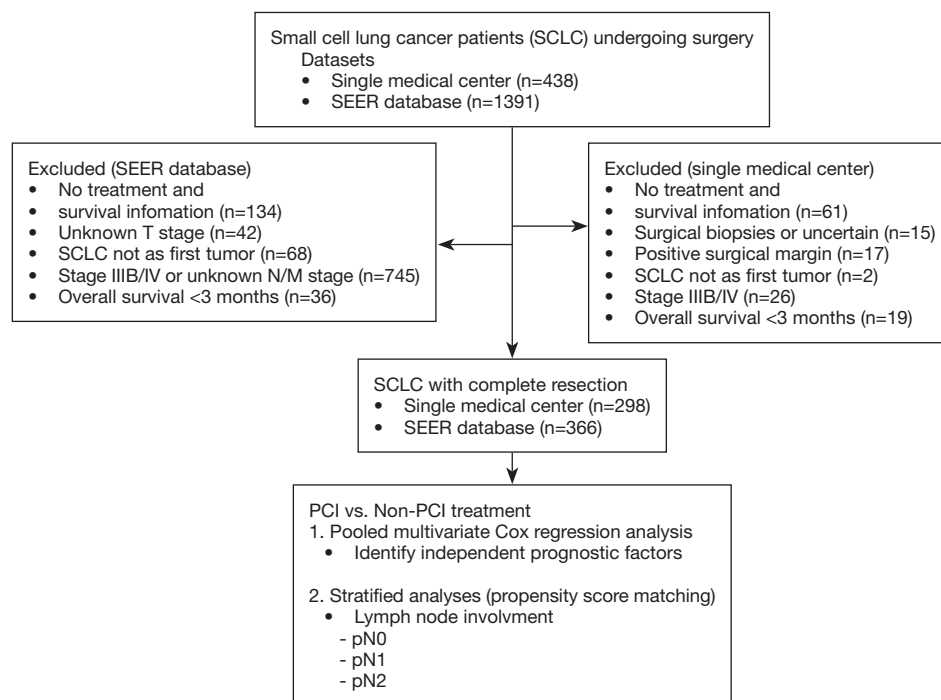 Small cell lung cancer patients (SCLC) undergoing surgery
Datasets
• Single medical center (n=438)
• SEER database (n=1391)
Excluded (SEER database)
• No treatment and
• survival infomation (n=134)
• Unknown T stage (n=42)
• SCLC not as first tumor (n=68)
• Stage IIIB/IV or unknown N/M stage (n=745)
• Overall survival <3 months (n=36)
Excluded (single medical center)
• No treatment and
• survival infomation (n=61)
• Surgical biopsies or uncertain (n=15)
• Positive surgical margin (n=17)
• SCLC not as first tumor (n=2)
• Stage IIIB/IV (n=26)
• Overall survival <3 months (n=19)
SCLC with complete resection
• Single medical center (n=298)
• SEER database (n=366)
PCI vs. Non-PCI treatment
1. Pooled multivariate Cox regression analysis
• Identify independent prognostic factors
2. Stratified analyses (propensity score matching)
• Lymph node involvment
- pN0
- pN1
- pN2